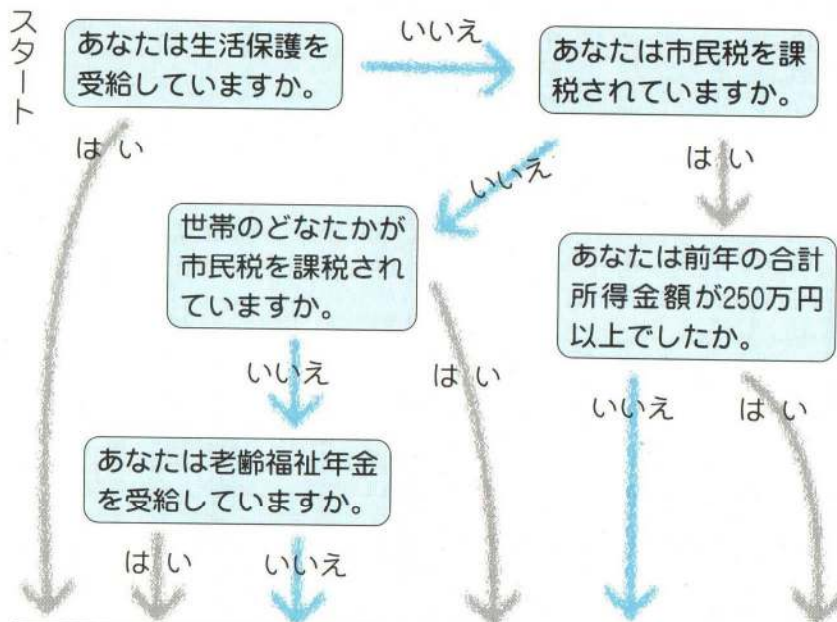 スタート
あなたは生活保護を
受給していますか。
いいえ
あなたは市民税を課
税されていますか。
はい
いいえ
はい
世帯のどなたかが
市民税を課税され
ていますか。
あなたは前年の合計
所得金額が250万円
以上でしたか。
いいえ
はい
いいえ
はい
あなたは老齢福祉年金
を受給していますか。
はい
いいえ